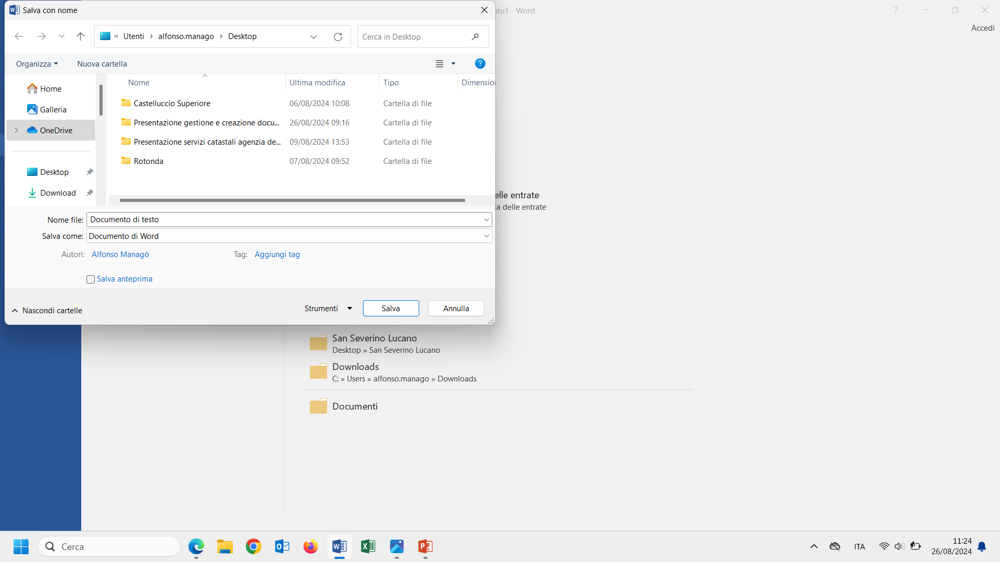 Salva con nome
nto1 - Word
?
Accedi
« Utenti > alfonso.manago > Desktop
Cerca in Desktop
Organizza
Nuova cartella
?
Home
Galleria
OneDrive
Desktop
Download
Nome
Ultima modifica
Tipo
Dimension
Castelluccio Superiore
06/08/2024 10:08
Cartella di file
Presentazione gestione e creazione docu...
26/08/2024 09:16
Cartella di file
Presentazione servizi catastali agenzia de...
09/08/2024 13:53
Cartella di file
Rotonda
07/08/2024 09:52
Cartella di file
elle entrate
ia delle entrate
Nome file: Documento di testo
Salva come: Documento di Word
Autori: Alfonso Managò
Tag: Aggiungi tag
Salva anteprima
Nascondi cartelle
Strumenti
Salva
Annulla
San Severino Lucano
Desktop » San Severino Lucano
Downloads
C: » Users » alfonso.manago » Downloads
Documenti
Cerca
ITA
11:24
26/08/2024